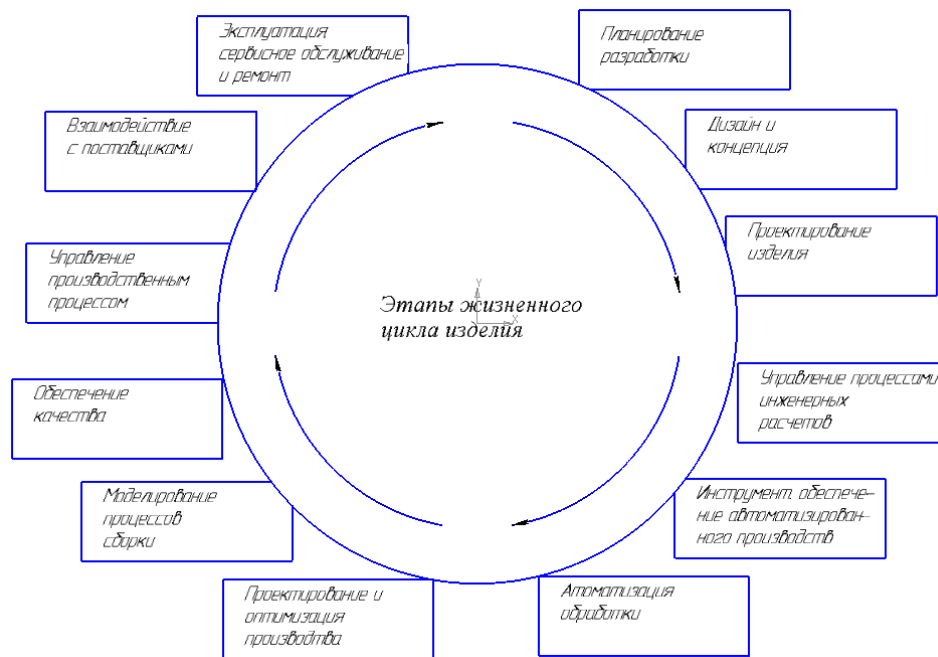 Эксплуатация
сервисное обслуживание
и ремонт
Планирование
разработки
Взаимодействие
с поставщиками
Дизайн и
концепция
Управление
производственным
процессом
Проектирование
изделия
Y
X
Этапы жизненного
цикла изделия
Обеспечение
качества
Управление процессами
инженерных
расчетов
Моделирование
процессов
сборки
Инструмент. обеспече-
ние автоматизирован-
ного производств
Проектирование и
оптимизация
производтва
Атоматизация
обработки